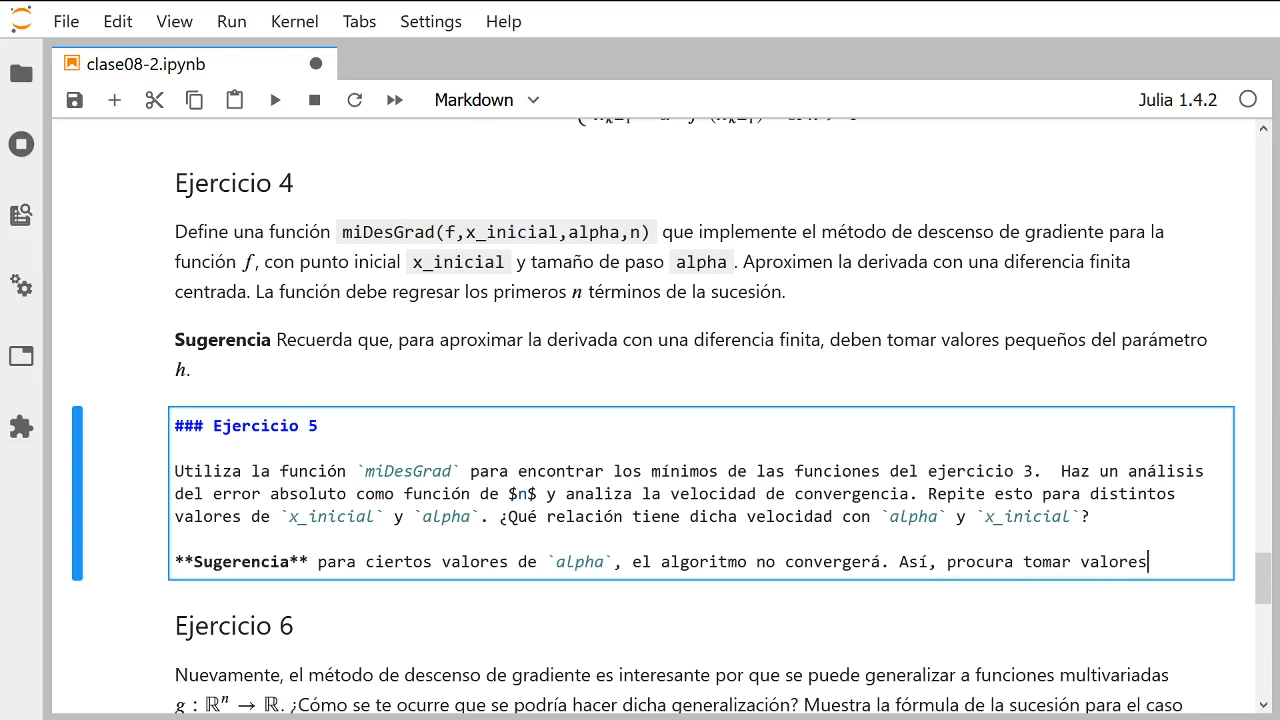 File Edit View Run Kernel Tabs Settings Help
clase08-2.ipynb
Markdown
Julia 1.4.2
Ejercicio 4
Define una función miDesGrad(f,x_inicial,alpha,n) que implemente el método de descenso de gradiente para la
función f, con punto inicial x_inicial y tamaño de paso alpha. Aproximen la derivada con una diferencia finita
centrada. La función debe regresar los primeros n términos de la sucesión.
Sugerencia Recuerda que, para aproximar la derivada con una diferencia finita, deben tomar valores pequeños del parámetro
h.
### Ejercicio 5
Utiliza la función `miDesGrad` para encontrar los mínimos de las funciones del ejercicio 3.  Haz un análisis
del error absoluto como función de $n$ y analiza la velocidad de convergencia. Repite esto para distintos
valores de `x_inicial` y `alpha`. ¿Qué relación tiene dicha velocidad con `alpha` y `x_inicial`?
**Sugerencia** para ciertos valores de `alpha`, el algoritmo no convergerá. Así, procura tomar valores
Ejercicio 6
Nuevamente, el método de descenso de gradiente es interesante por que se puede generalizar a funciones multivariadas
g : ℝⁿ → ℝ. ¿Cómo se te ocurre que se podría hacer dicha generalización? Muestra la fórmula de la sucesión para el caso